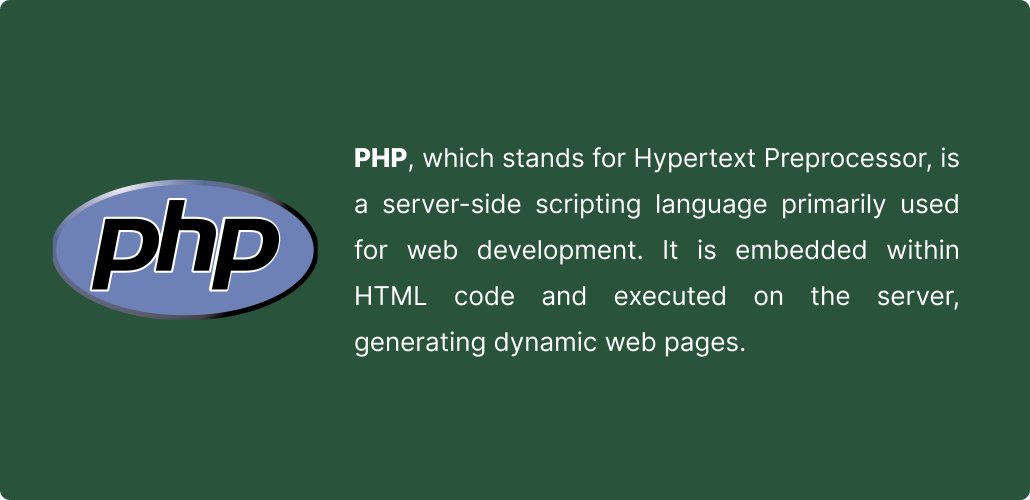 php
PHP, which stands for Hypertext Preprocessor, is
a server-side scripting language primarily used
for web development. It is embedded within
HTML code and executed on the server,
generating dynamic web pages.